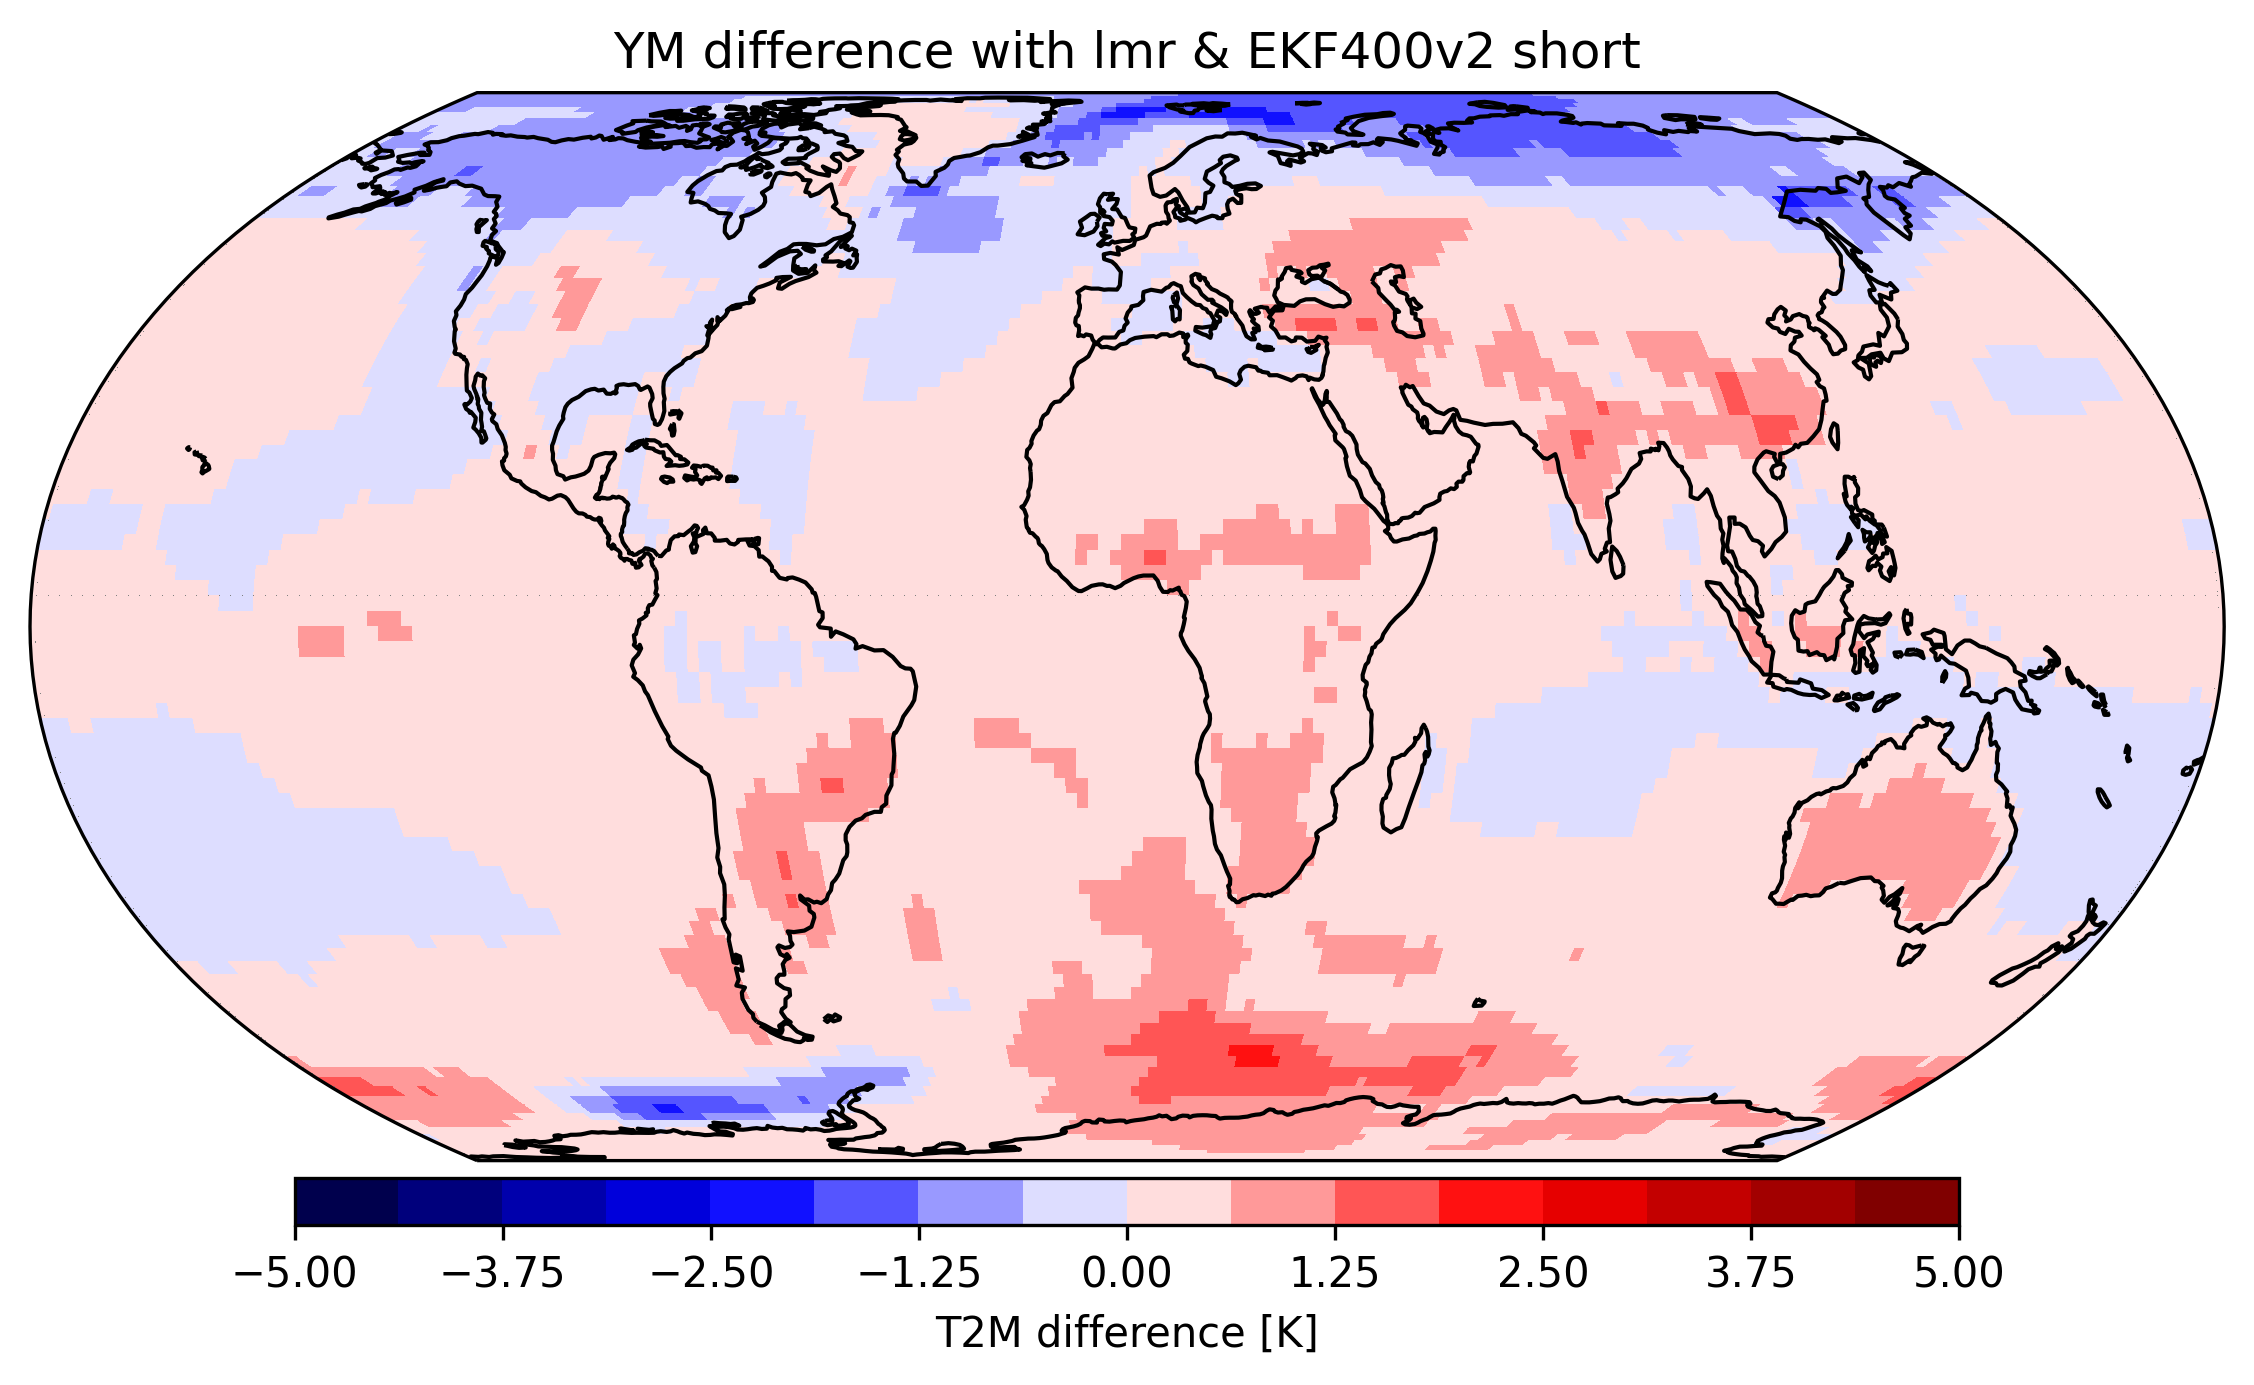 YM difference with lmr & EKF400v2 short
−5.00 −3.75 −2.50 −1.25 0.00 1.25 2.50 3.75 5.00
T2M difference [K]